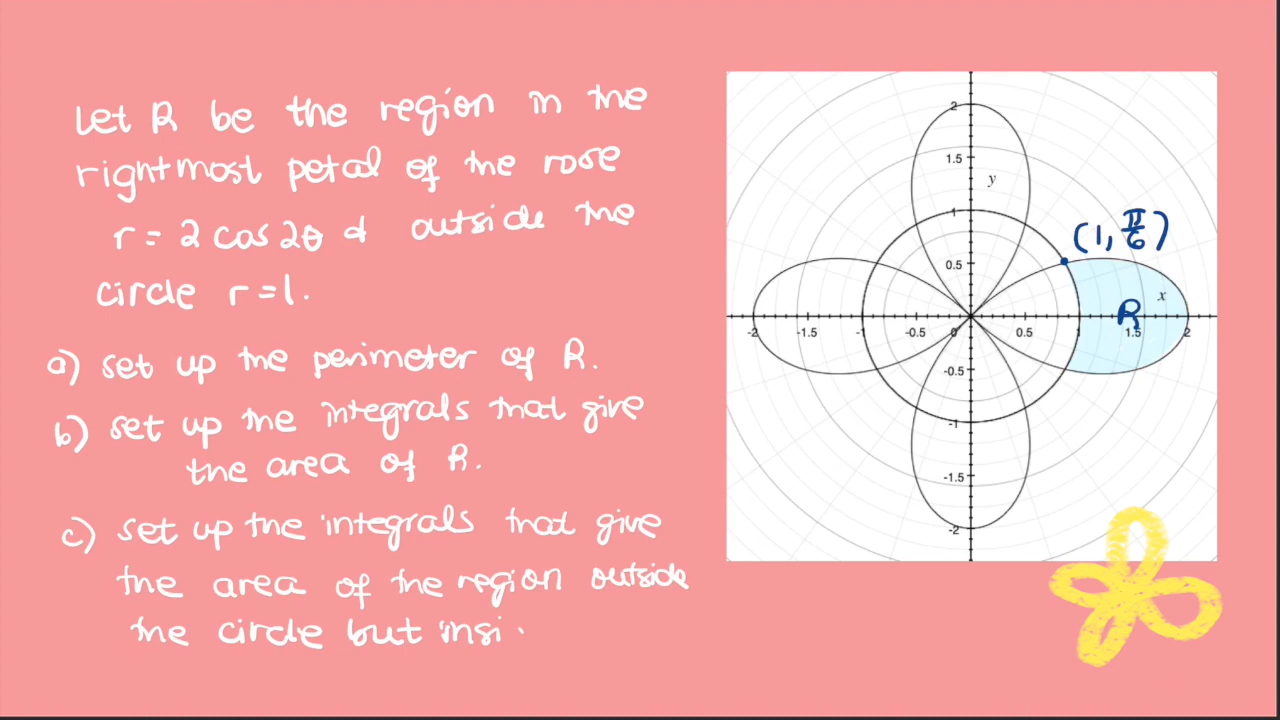 Let R be the region in the
rightmost petal of the rose
r = 2 cos 2θ & outside the
circle r = 1.
a) set up the perimeter of R.
b) set up the integrals that give
the area of R.
c) set up the integrals that give
the area of the region outside
the circle but insi
2
1.5
y
1
0.5
(1, π/6)
x
R
-2
-1.5
-1
-0.5
0
0.5
1
1.5
2
-0.5
-1
-1.5
-2